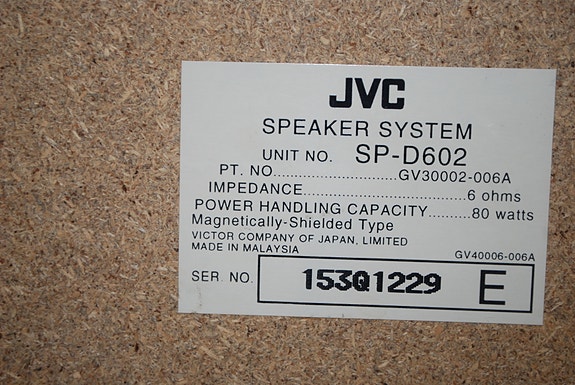 JVC
SPEAKER SYSTEM
UNIT NO. SP-D602
PT. NO..............................GV30002-006A
IMPEDANCE.................................6 ohms
POWER HANDLING CAPACITY..........80 watts
Magnetically-Shielded Type
VICTOR COMPANY OF JAPAN, LIMITED
MADE IN MALAYSIA
GV40006-006A
SER. NO. 153Q1229 E